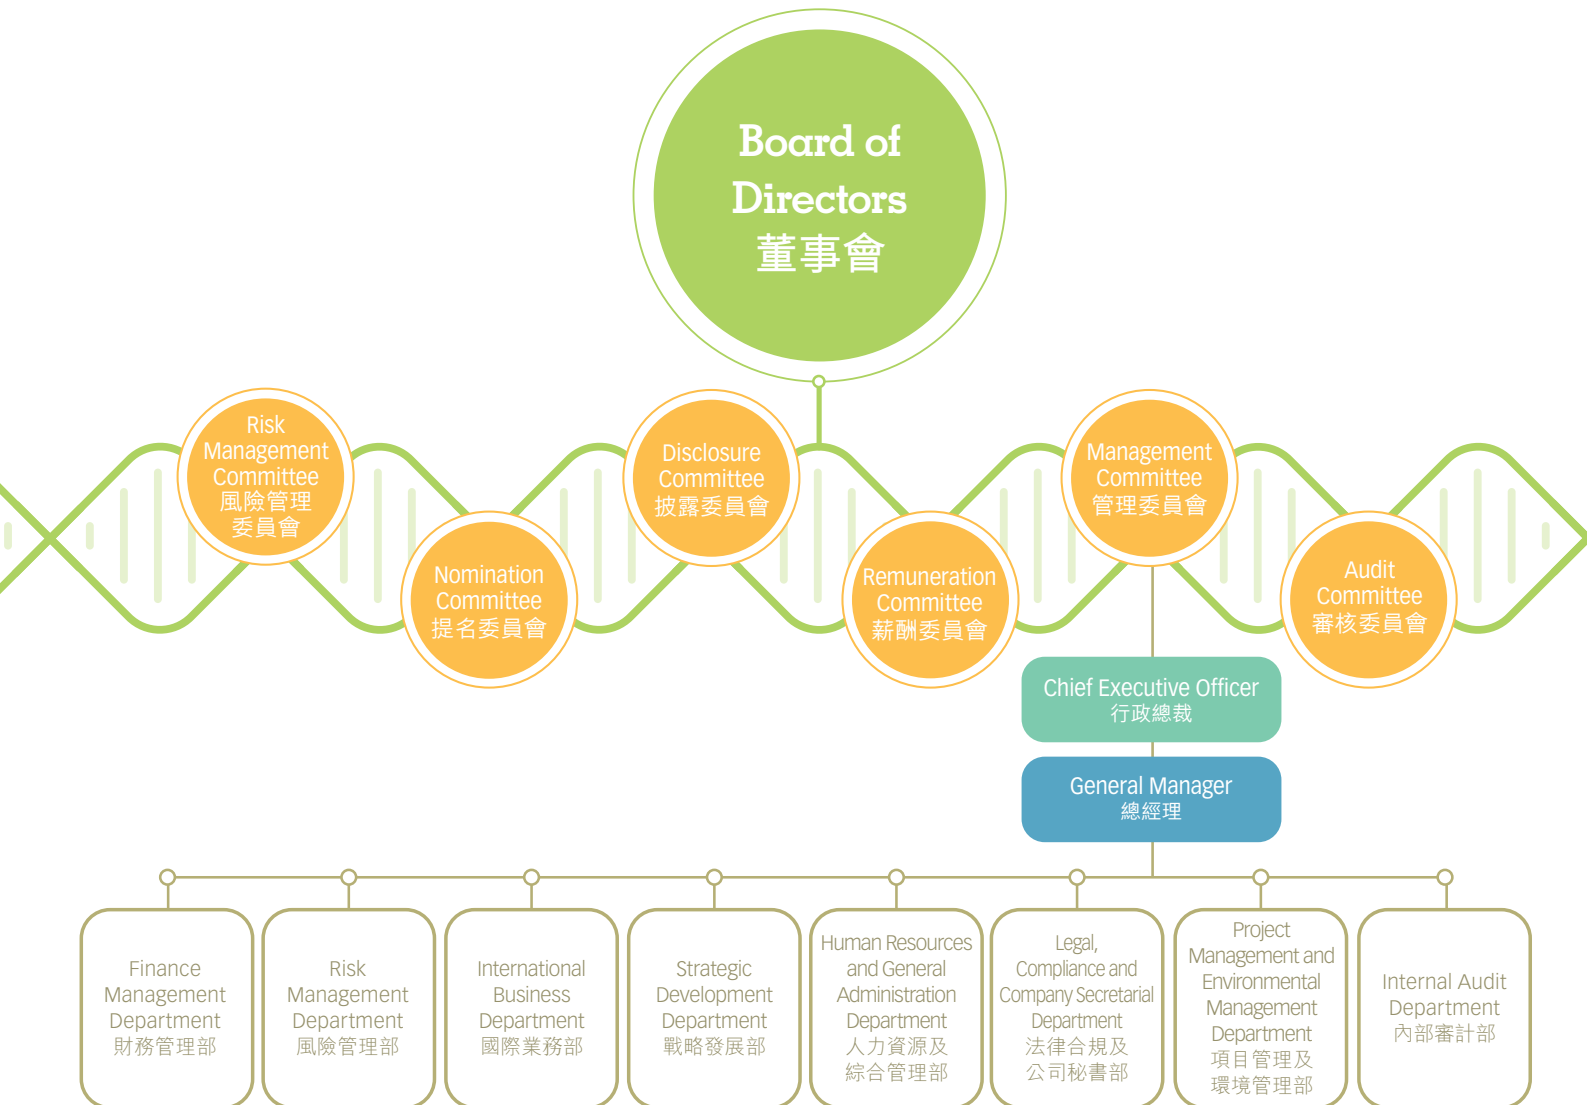 Board of
Directors
董事會
Risk
Management
Committee
風險管理
委員會
Nomination
Committee
提名委員會
Disclosure
Committee
披露委員會
Remuneration
Committee
薪酬委員會
Management
Committee
管理委員會
Audit
Committee
審核委員會
Chief Executive Officer
行政總裁
General Manager
總經理
Finance
Management
Department
財務管理部
Risk
Management
Department
風險管理部
International
Business
Department
國際業務部
Strategic
Development
Department
戰略發展部
Human Resources
and General
Administration
Department
人力資源及
綜合管理部
Legal,
Compliance and
Company Secretarial
Department
法律合規及
公司秘書部
Project
Management and
Environmental
Management
Department
項目管理及
環境管理部
Internal Audit
Department
內部審計部